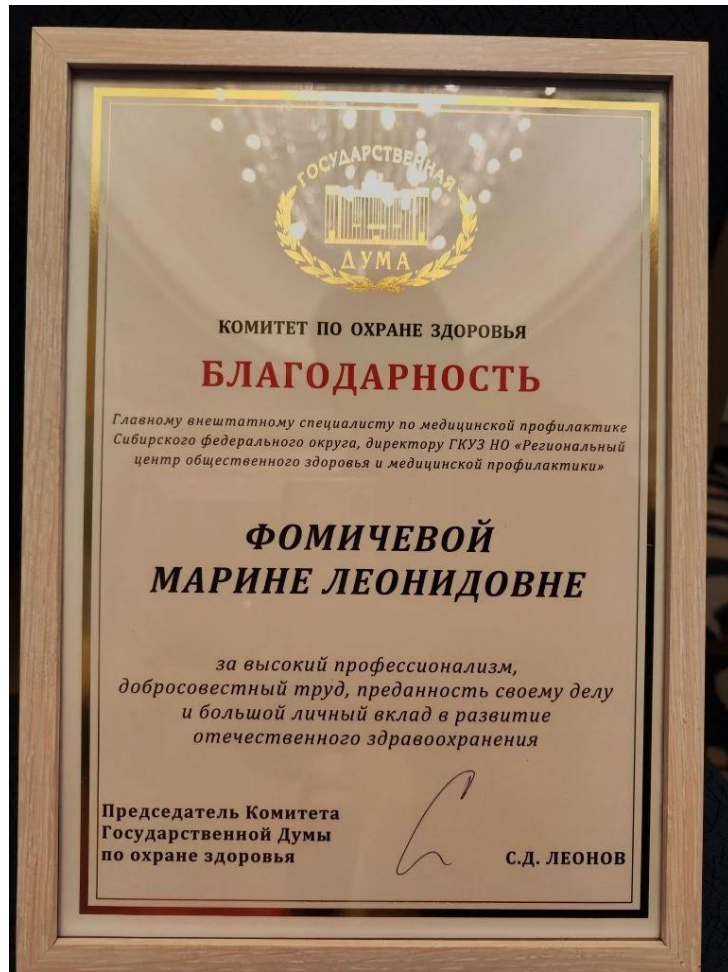 ГОСУДАРСТВЕННАЯ
ДУМА
КОМИТЕТ ПО ОХРАНЕ ЗДОРОВЬЯ
БЛАГОДАРНОСТЬ
Главному внештатному специалисту по медицинской профилактике
Сибирского федерального округа, директору ГКУЗ НО «Региональный
центр общественного здоровья и медицинской профилактики»
ФОМИЧЕВОЙ
МАРИНЕ ЛЕОНИДОВНЕ
за высокий профессионализм,
добросовестный труд, преданность своему делу
и большой личный вклад в развитие
отечественного здравоохранения
Председатель Комитета
Государственной Думы
по охране здоровья
С.Д. ЛЕОНОВ